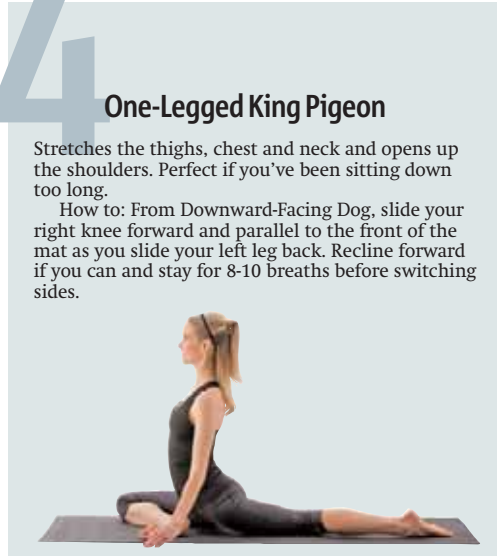 4
One-Legged King Pigeon
Stretches the thighs, chest and neck and opens up
the shoulders. Perfect if you've been sitting down
too long.
How to: From Downward-Facing Dog, slide your
right knee forward and parallel to the front of the
mat as you slide your left leg back. Recline forward
if you can and stay for 8-10 breaths before switching
sides.